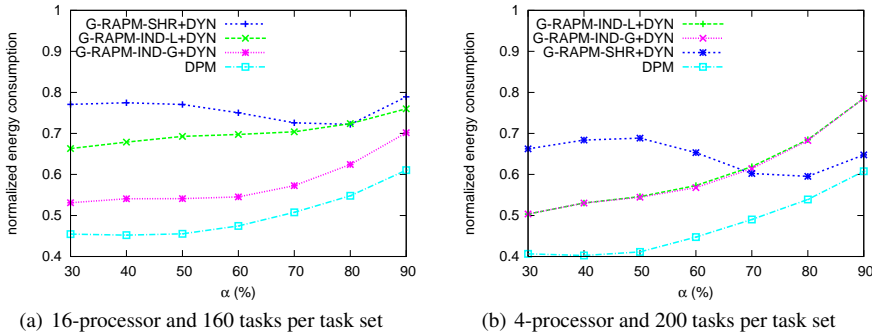 1
0.9
0.8
0.7
0.6
0.5
0.4
normalized energy consumption
30 40 50 60 70 80 90
α (%)
G-RAPM-SHR+DYN
G-RAPM-IND-L+DYN
G-RAPM-IND-G+DYN
DPM
(a) 16-processor and 160 tasks per task set
1
0.9
0.8
0.7
0.6
0.5
0.4
normalized energy consumption
30 40 50 60 70 80 90
α (%)
G-RAPM-IND-L+DYN
G-RAPM-IND-G+DYN
G-RAPM-SHR+DYN
DPM
(b) 4-processor and 200 tasks per task set